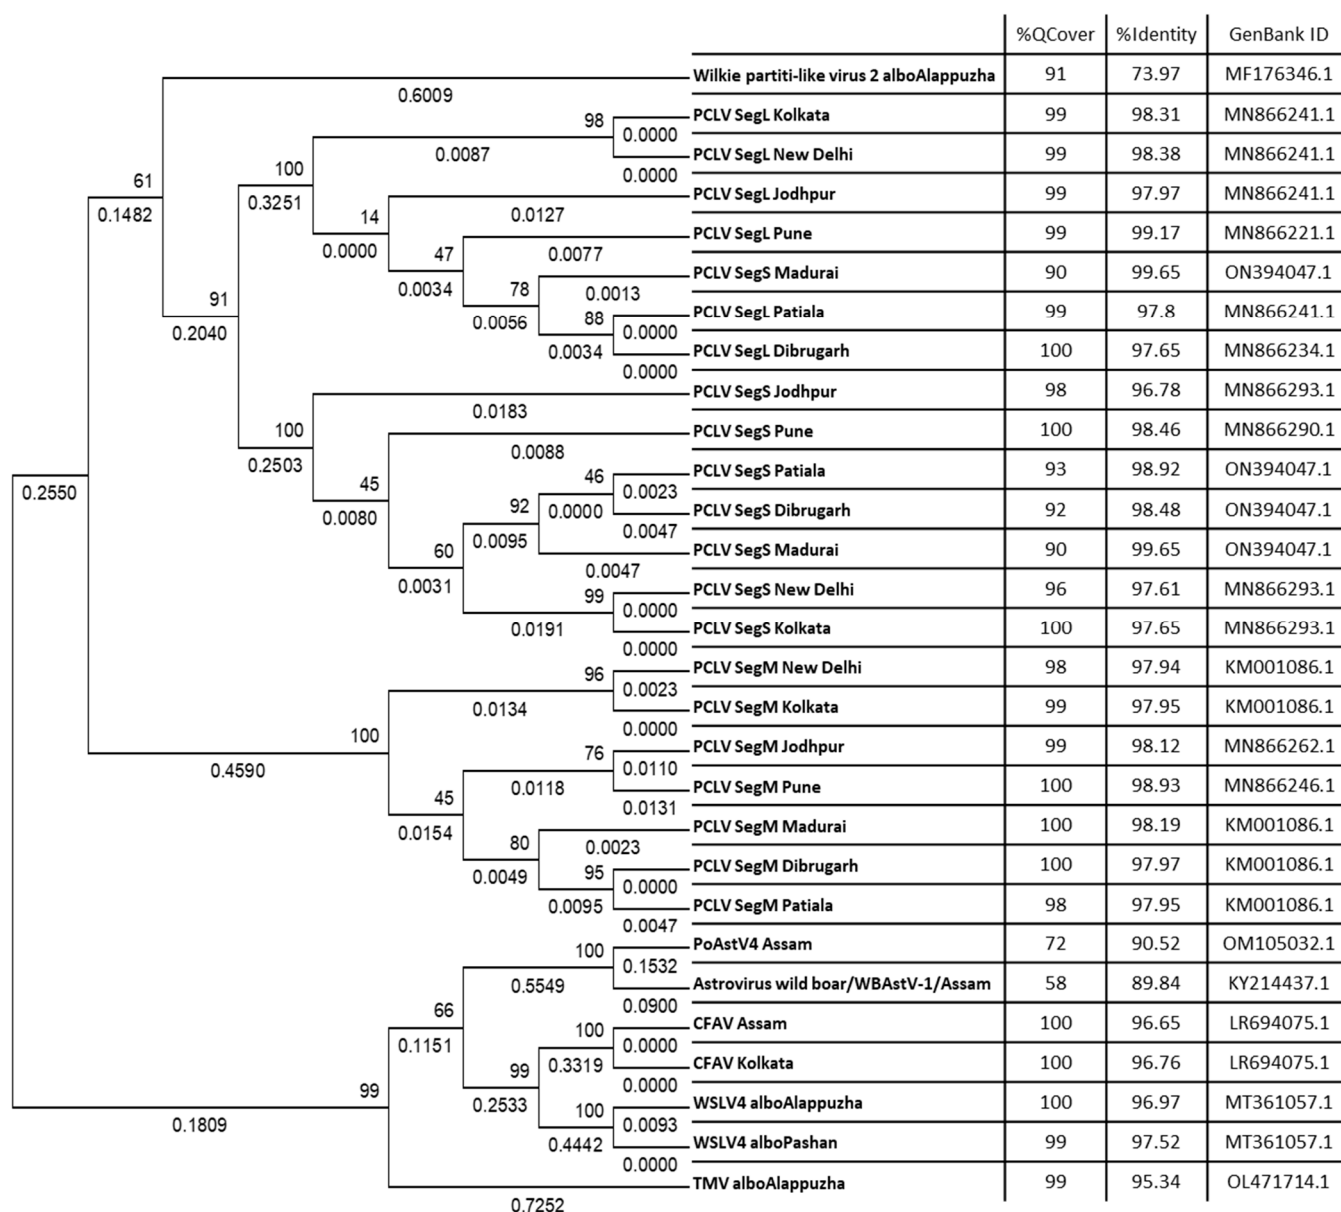 %QCover %Identity GenBank ID
Wilkie partiti-like virus 2 alboAlappuzha 91 73.97 MF176346.1
0.6009
98 PCLV SegL Kolkata 99 98.31 MN866241.1
0.0000
0.0087
PCLV SegL New Delhi 99 98.38 MN866241.1
100
0.0000
61
PCLV SegL Jodhpur 99 97.97 MN866241.1
0.1482
0.3251
14
0.0127
PCLV SegL Pune 99 99.17 MN866221.1
0.0000
47
0.0077
PCLV SegS Madurai 90 99.65 ON394047.1
0.0034
78
0.0013
91
88 PCLV SegL Patiala 99 97.8 MN866241.1
0.0056
0.0000
0.2040
0.0034
PCLV SegL Dibrugarh 100 97.65 MN866234.1
0.0000
PCLV SegS Jodhpur 98 96.78 MN866293.1
0.0183
100
PCLV SegS Pune 100 98.46 MN866290.1
0.0088
0.2503
PCLV SegS Patiala 93 98.92 ON394047.1
46
45
0.0023
0.2550
92
0.0000
PCLV SegS Dibrugarh 92 98.48 ON394047.1
0.0080
0.0047
0.0095
60
PCLV SegS Madurai 90 99.65 ON394047.1
0.0047
0.0031
99 PCLV SegS New Delhi 96 97.61 MN866293.1
0.0000
0.0191
PCLV SegS Kolkata 100 97.65 MN866293.1
0.0000
96 PCLV SegM New Delhi 98 97.94 KM001086.1
0.0023
0.0134
PCLV SegM Kolkata 99 97.95 KM001086.1
0.0000
100
PCLV SegM Jodhpur 99 98.12 MN866262.1
76
0.4590
0.0110
0.0118
PCLV SegM Pune 100 98.93 MN866246.1
45
0.0131
PCLV SegM Madurai 100 98.19 KM001086.1
0.0154
80
0.0023
PCLV SegM Dibrugarh 100 97.97 KM001086.1
95
0.0049
0.0000
0.0095
PCLV SegM Patiala 98 97.95 KM001086.1
0.0047
PoAstV4 Assam 72 90.52 OM105032.1
100
0.1532
0.5549
Astrovirus wild boar/WBAstV-1/Assam 58 89.84 KY214437.1
0.0900
66
CFAV Assam 100 96.65 LR694075.1
100
0.1151
0.0000
0.3319
CFAV Kolkata 100 96.76 LR694075.1
99
0.0000
99
WSLV4 alboAlappuzha 100 96.97 MT361057.1
0.2533
100
0.1809
0.0093
0.4442
WSLV4 alboPashan 99 97.52 MT361057.1
0.0000
TMV alboAlappuzha 99 95.34 OL471714.1
0.7252